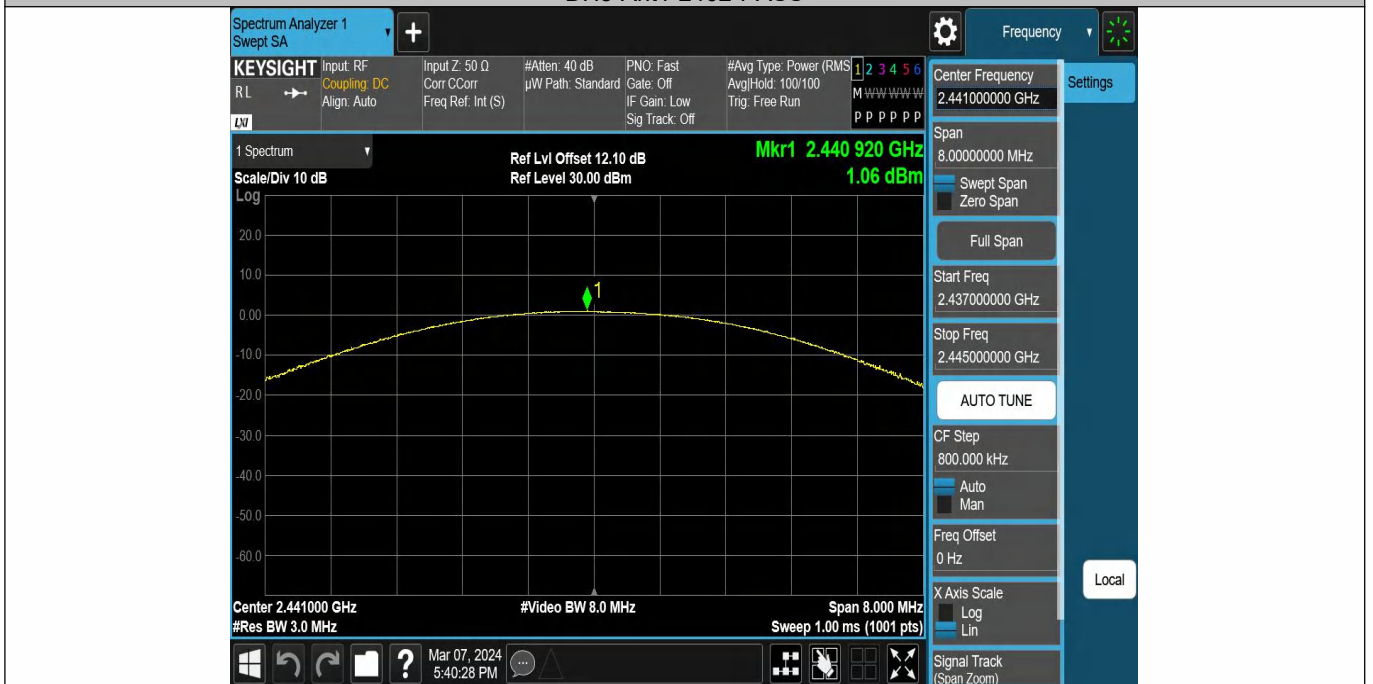 Spectrum Analyzer 1
Swept SA
+
Frequency
KEYSIGHT
RL
LXI
Input: RF
Coupling: DC
Align: Auto
Input Z: 50 Ω
Corr CCorr
Freq Ref: Int (S)
#Atten: 40 dB
µW Path: Standard
PNO: Fast
Gate: Off
IF Gain: Low
Sig Track: Off
#Avg Type: Power (RMS
Avg|Hold: 100/100
Trig: Free Run
1 2 3 4 5 6
M W W W W W
P P P P P P
1 Spectrum
Scale/Div 10 dB
Log
Ref Lvl Offset 12.10 dB
Ref Level 30.00 dBm
Mkr1 2.440 920 GHz
1.06 dBm
1
20.0
10.0
0.00
-10.0
-20.0
-30.0
-40.0
-50.0
-60.0
Center 2.441000 GHz
#Res BW 3.0 MHz
#Video BW 8.0 MHz
Span 8.000 MHz
Sweep 1.00 ms (1001 pts)
?
Mar 07, 2024
5:40:28 PM
Center Frequency
2.441000000 GHz
Settings
Span
8.00000000 MHz
Swept Span
Zero Span
Full Span
Start Freq
2.437000000 GHz
Stop Freq
2.445000000 GHz
AUTO TUNE
CF Step
800.000 kHz
Auto
Man
Freq Offset
0 Hz
X Axis Scale
Log
Lin
Local
Signal Track
(Span Zoom)